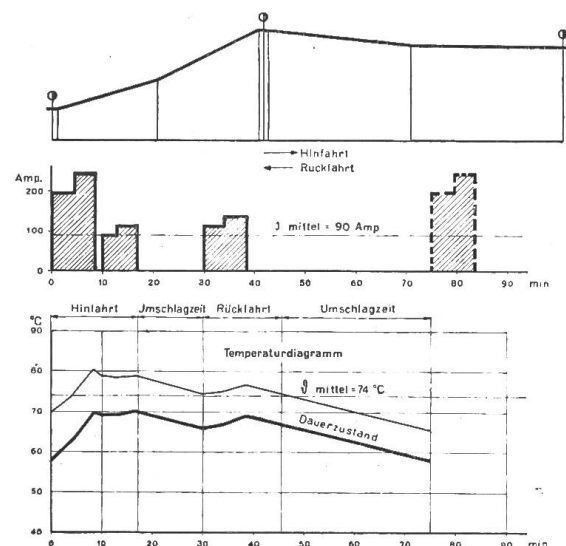 Hinfahrt
Rückfahrt
Amp.
200
100
0
J mittel = 90 Amp
0 10 20 30 40 50 60 70 80 90 min
Hinfahrt Umschlagzeit Rückfahrt Umschlagzeit
°C
90
80
70
60
50
40
Temperaturdiagramm
ϑ mittel = 74 °C
Dauerzustand
0 10 20 30 40 50 60 70 80 90 min